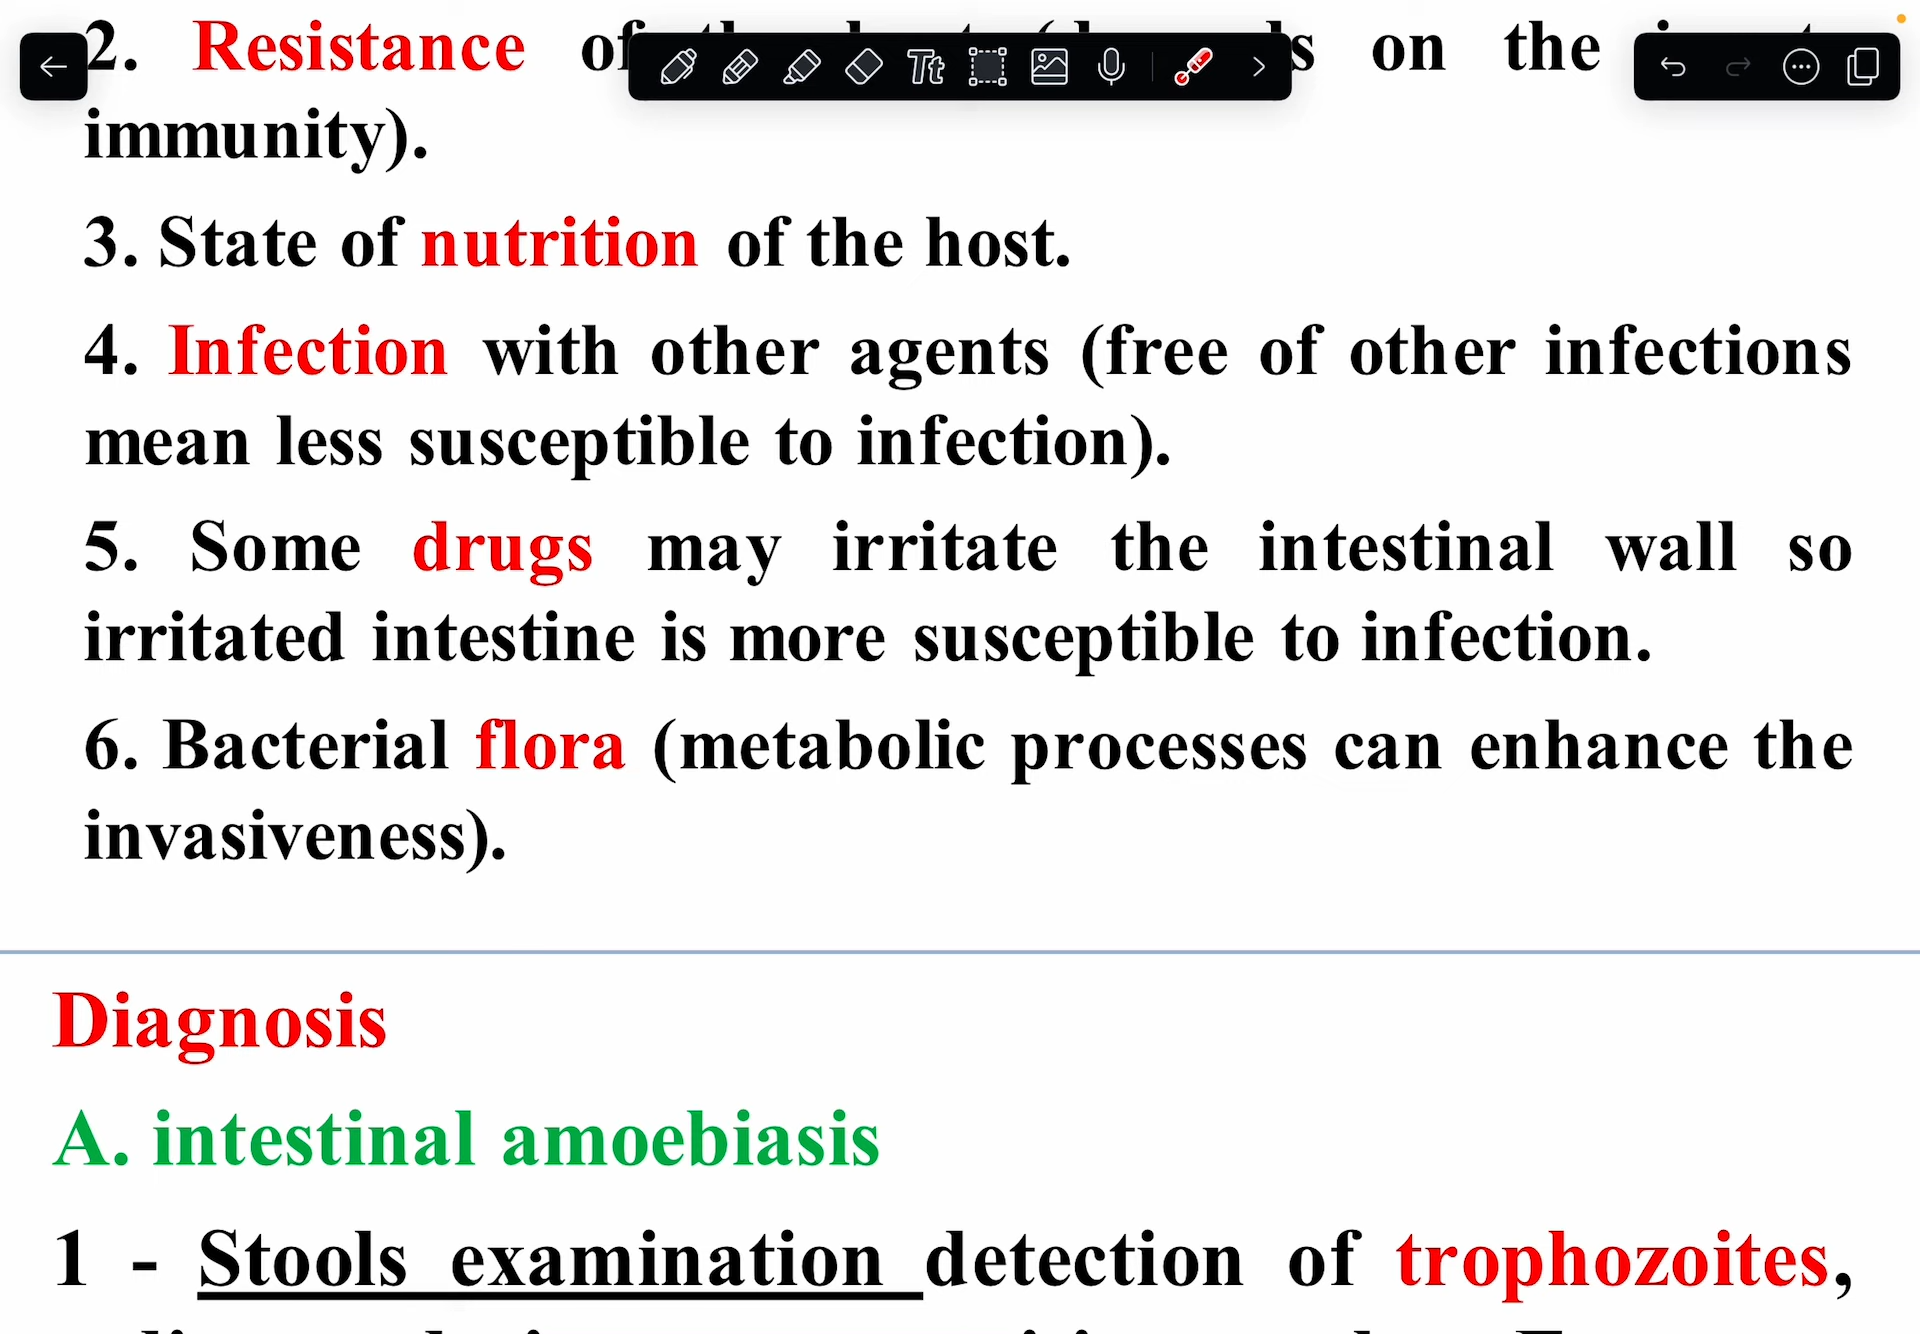 2. Resistance of on the
immunity).
3. State of nutrition of the host.
4. Infection with other agents (free of other infections
mean less susceptible to infection).
5. Some drugs may irritate the intestinal wall so
irritated intestine is more susceptible to infection.
6. Bacterial flora (metabolic processes can enhance the
invasiveness).
Diagnosis
A. intestinal amoebiasis
1 - Stools examination detection of trophozoites,